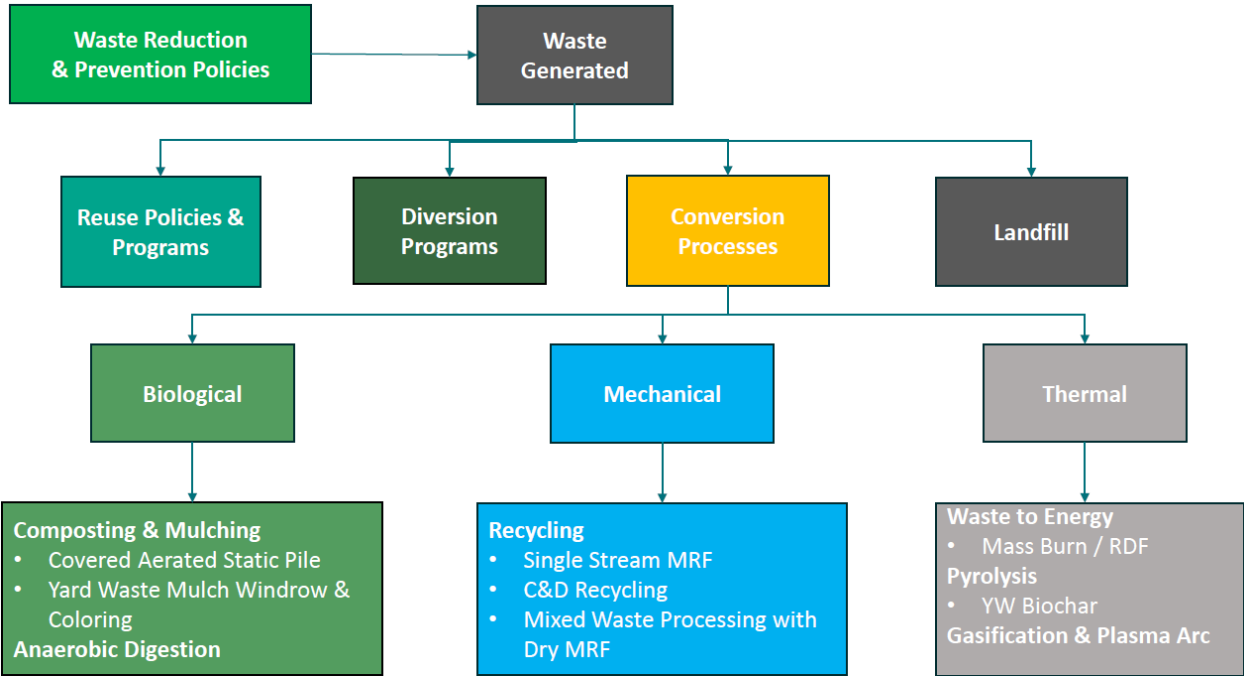 Waste Reduction
& Prevention Policies
Waste
Generated
Reuse Policies &
Programs
Diversion
Programs
Conversion
Processes
Landfill
Biological
Mechanical
Thermal
Composting & Mulching
• Covered Aerated Static Pile
• Yard Waste Mulch Windrow &
Coloring
Anaerobic Digestion
Recycling
• Single Stream MRF
• C&D Recycling
• Mixed Waste Processing with
Dry MRF
Waste to Energy
• Mass Burn / RDF
Pyrolysis
• YW Biochar
Gasification & Plasma Arc